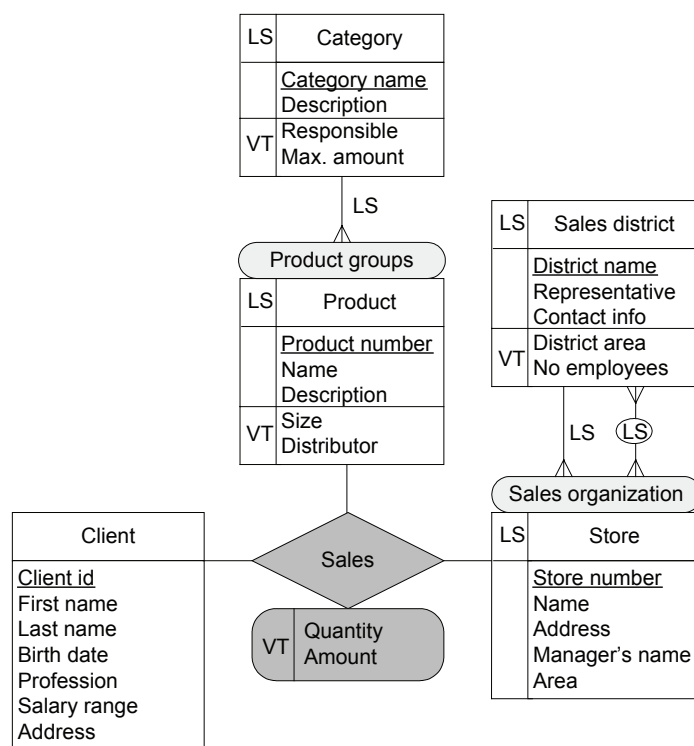 LS Category
Category name
Description
VT Responsible
Max. amount
LS
Product groups
LS Product
Product number
Name
Description
VT Size
Distributor
LS Sales district
District name
Representative
Contact info
VT District area
No employees
LS LS
Sales organization
LS Store
Store number
Name
Address
Manager's name
Area
Client
Client id
First name
Last name
Birth date
Profession
Salary range
Address
Sales
VT Quantity
Amount